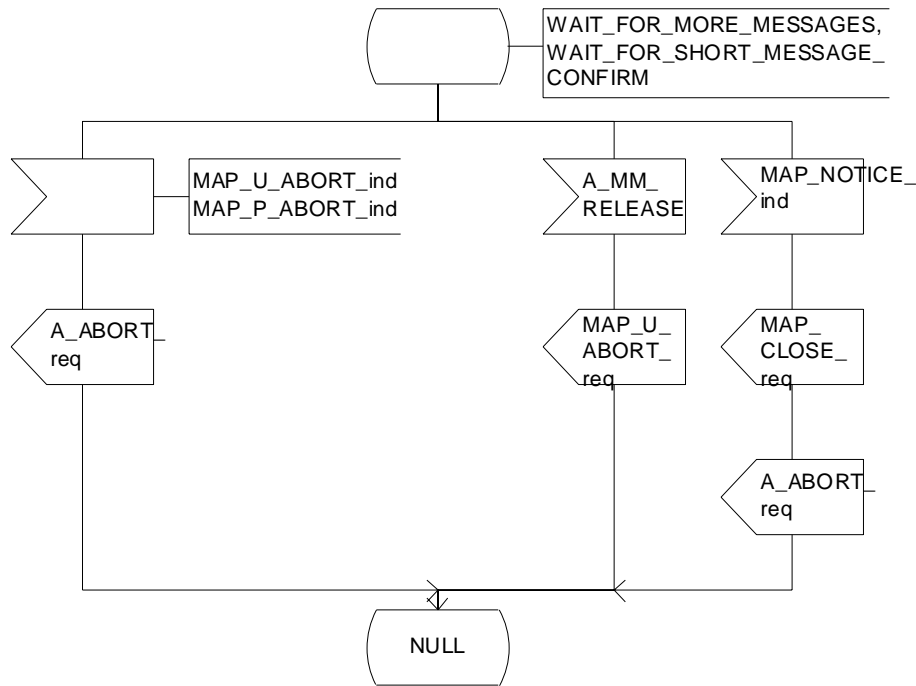 WAIT_FOR_MORE_MESSAGES,
WAIT_FOR_SHORT_MESSAGE_
CONFIRM
MAP_U_ABORT_ind
MAP_P_ABORT_ind
A_MM_
RELEASE
MAP_NOTICE_
ind
A_ABORT_
req
MAP_U_
ABORT_
req
MAP_
CLOSE_
req
A_ABORT_
req
NULL